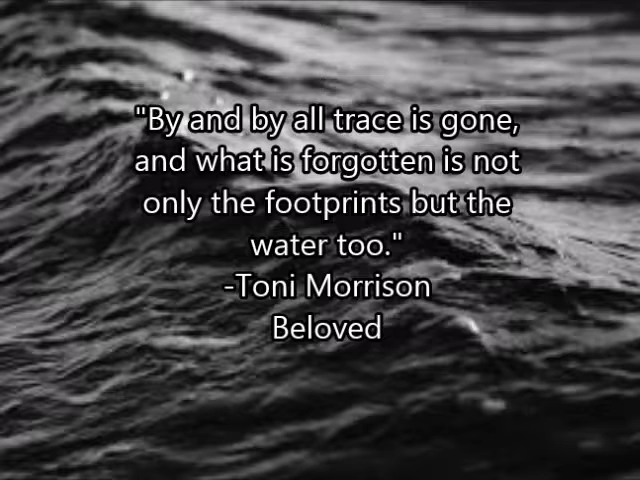 "By and by all trace is gone,
and what is forgotten is not
only the footprints but the
water too."
-Toni Morrison
Beloved